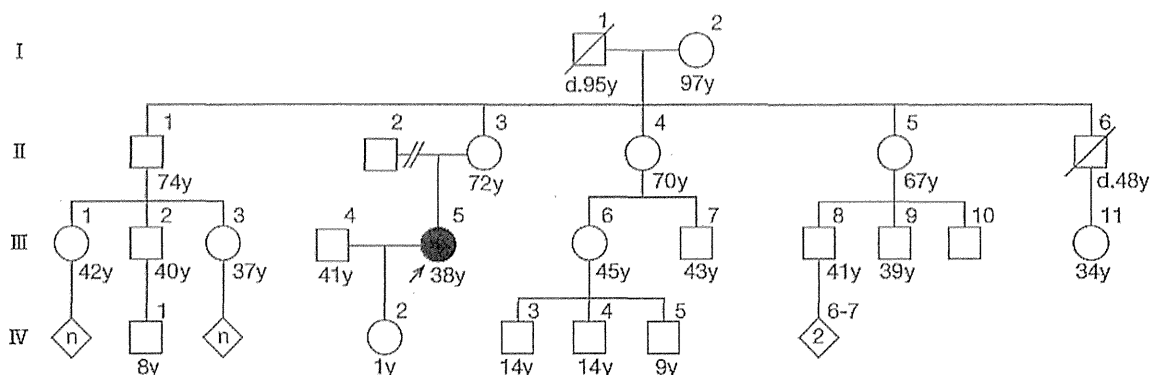 1 2
I
d.95y 97y
1 2 3 4 5 6
II
74y 72y 70y 67y d.48y
1 2 3 4 5 6 7 8 9 10 11
III
42y 40y 37y 41y 38y 45y 43y 41y 39y 34y
1 2 3 4 5 6-7
IV n n 2
8y 1y 14y 14y 9y